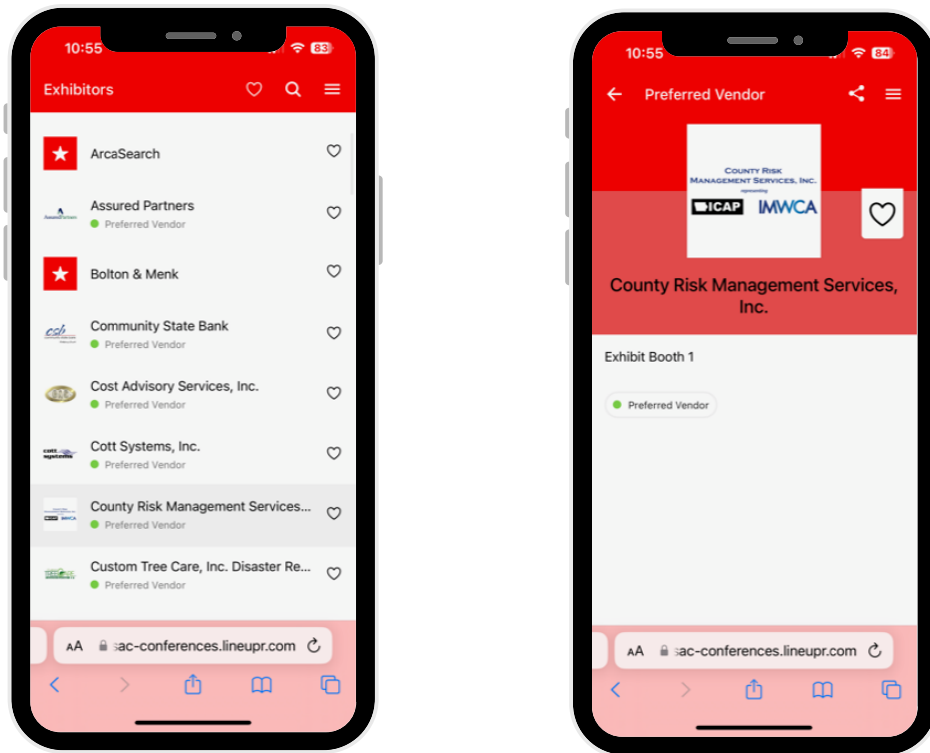 10:55
83
Exhibitors
ArcaSearch
Assured Partners
Preferred Vendor
Bolton & Menk
csb
Community State Bank
Preferred Vendor
Cost Advisory Services, Inc.
Preferred Vendor
cott systems
Cott Systems, Inc.
Preferred Vendor
County Risk Management Services...
Preferred Vendor
Custom Tree Care, Inc. Disaster Re...
Preferred Vendor
AA
sac-conferences.lineupr.com
10:55
84
Preferred Vendor
COUNTY RISK
MANAGEMENT SERVICES, INC.
representing
ICAP IMWCA
County Risk Management Services,
Inc.
Exhibit Booth 1
Preferred Vendor
AA
sac-conferences.lineupr.com